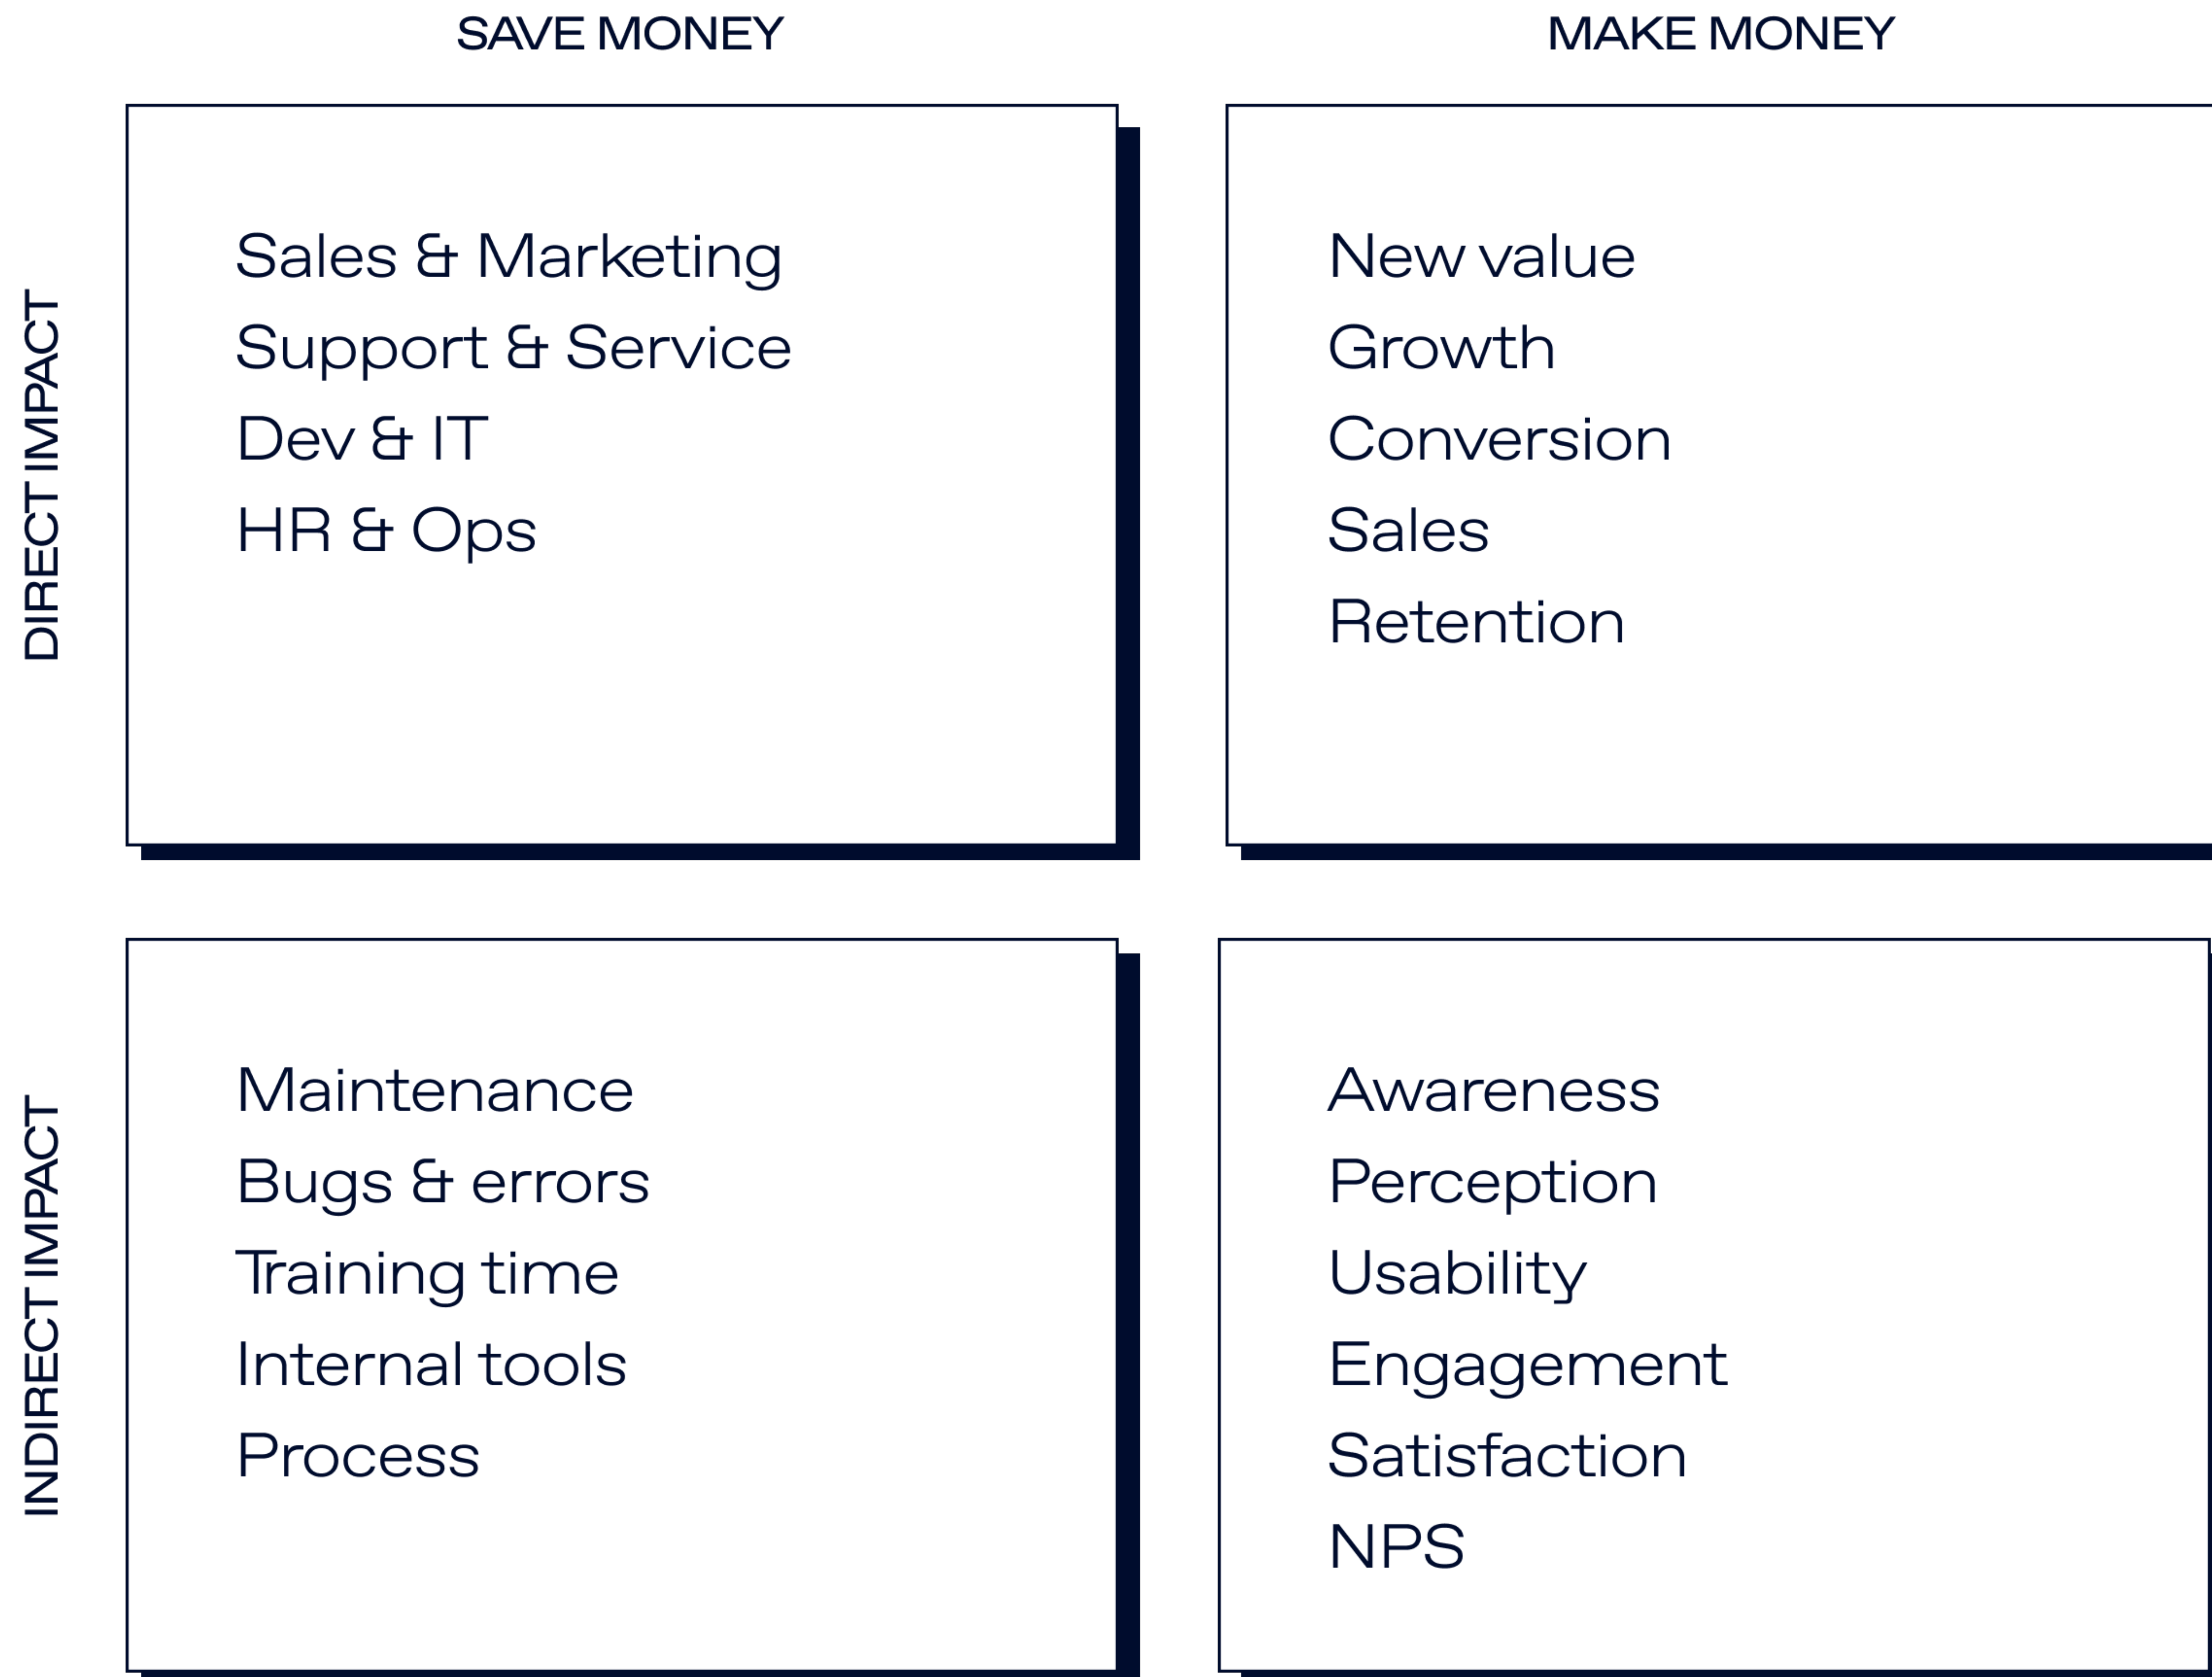 SAVE MONEY
MAKE MONEY
DIRECT IMPACT
Sales & Marketing
Support & Service
Dev & IT
HR & Ops
New value
Growth
Conversion
Sales
Retention
INDIRECT IMPACT
Maintenance
Bugs & errors
Training time
Internal tools
Process
Awareness
Perception
Usability
Engagement
Satisfaction
NPS